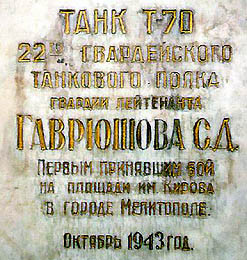 ТАНК Т-70
22го ГВАРДЕЙСКОГО
ТАНКОВОГО ПОЛКА
ГВАРДИИ ЛЕЙТЕНАНТА
ГАВРЮШОВА С.Д.
ПЕРВЫМ ПРИНЯВШИМ БОЙ
НА ПЛОЩАДИ ИМ КИРОВА
В ГОРОДЕ МЕЛИТОПОЛЕ.
ОКТЯБРЬ 1943 ГОД.